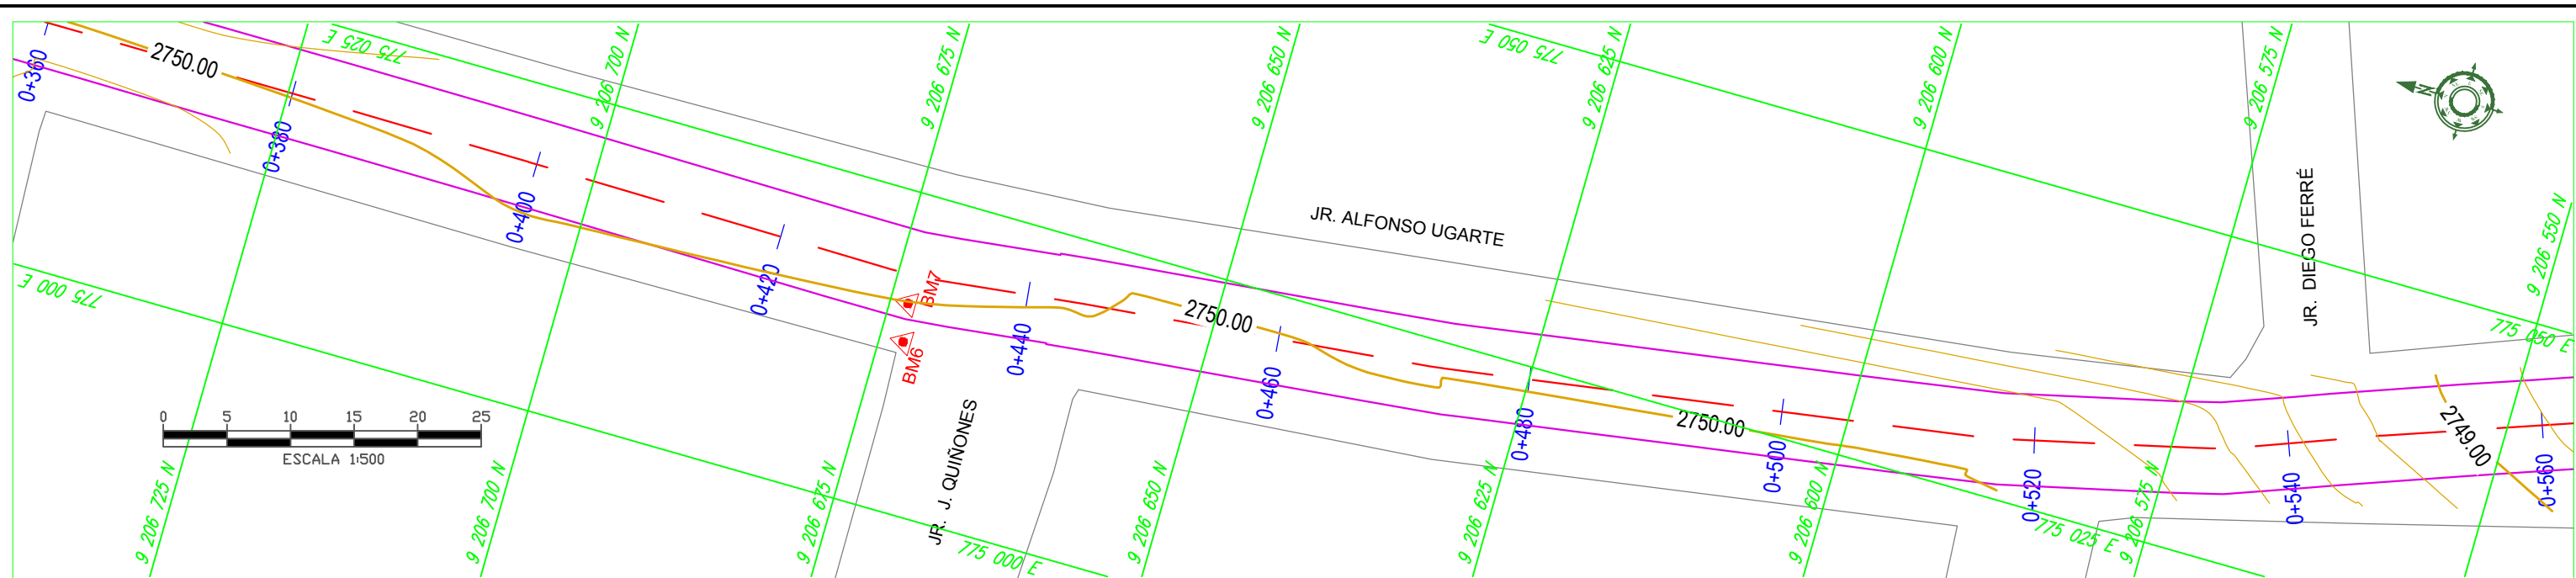 775 025 E
775 050 E
9 206 700 N
9 206 675 N
9 206 650 N
9 206 625 N
9 206 600 N
9 206 575 N
9 206 550 N
N
0+360
2750.00
0+380
0+400
0+420
BM7
BM6
0+440
2750.00
0+460
0+480
2750.00
0+500
0+520
0+540
2749.00
0+560
JR. ALFONSO UGARTE
JR. DIEGO FERRÉ
JR. J. QUIÑONES
775 050 E
775 000 E
0 5 10 15 20 25
ESCALA 1:500
9 206 725 N
9 206 700 N
9 206 675 N
9 206 650 N
9 206 625 N
9 206 600 N
9 206 575 N
775 000 E
775 025 E